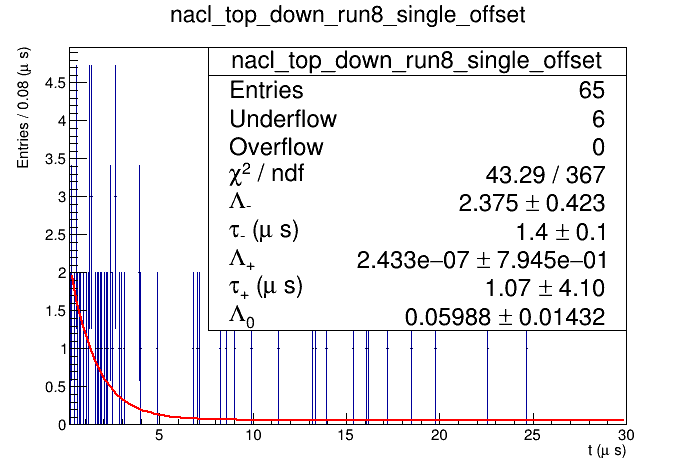 nacl_top_down_run8_single_offset
Entries / 0.08 (μ s)
nacl_top_down_run8_single_offset
Entries 65
Underflow 6
Overflow 0
χ² / ndf 43.29 / 367
Λ- 2.375 ± 0.423
τ- (μ s) 1.4 ± 0.1
Λ+ 2.433e−07 ± 7.945e−01
τ+ (μ s) 1.07 ± 4.10
Λ0 0.05988 ± 0.01432
4.5
4
3.5
3
2.5
2
1.5
1
0.5
0
5 10 15 20 25 30
t (μ s)